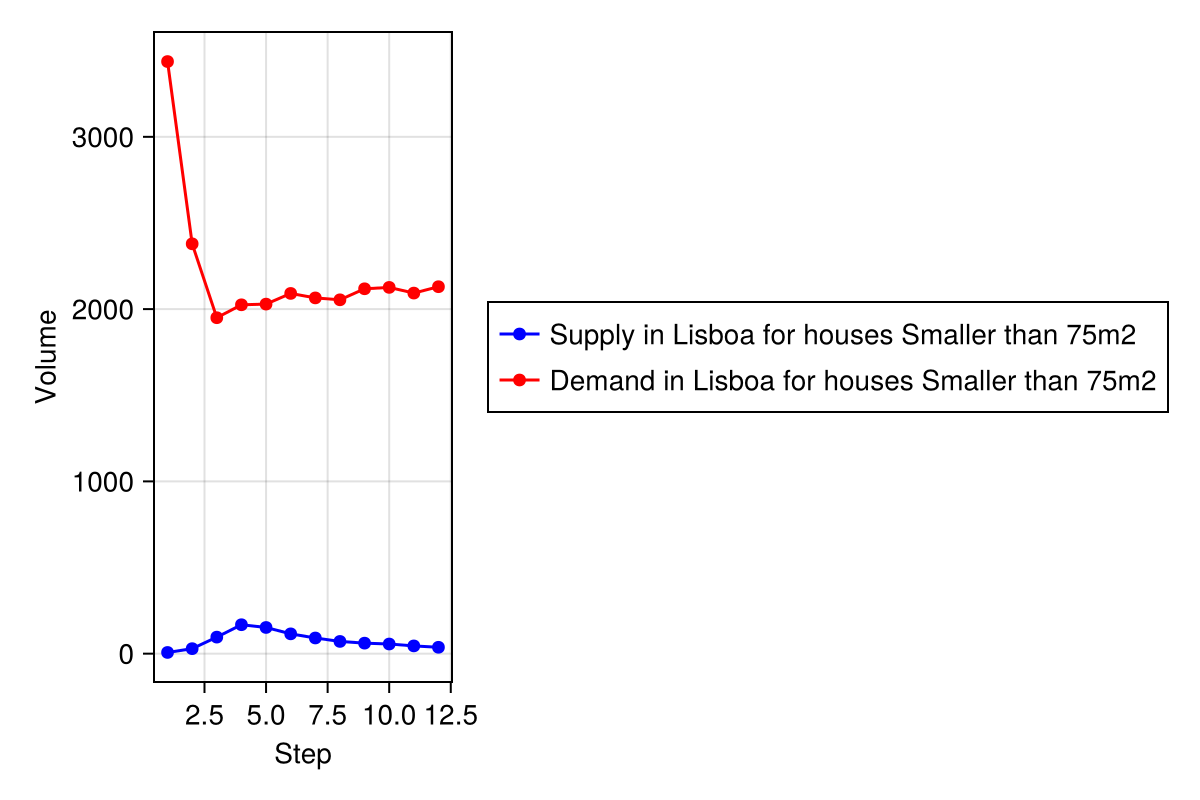 3000
2000
1000
0
Volume
2.5 5.0 7.5 10.0 12.5
Step
Supply in Lisboa for houses Smaller than 75m2
Demand in Lisboa for houses Smaller than 75m2